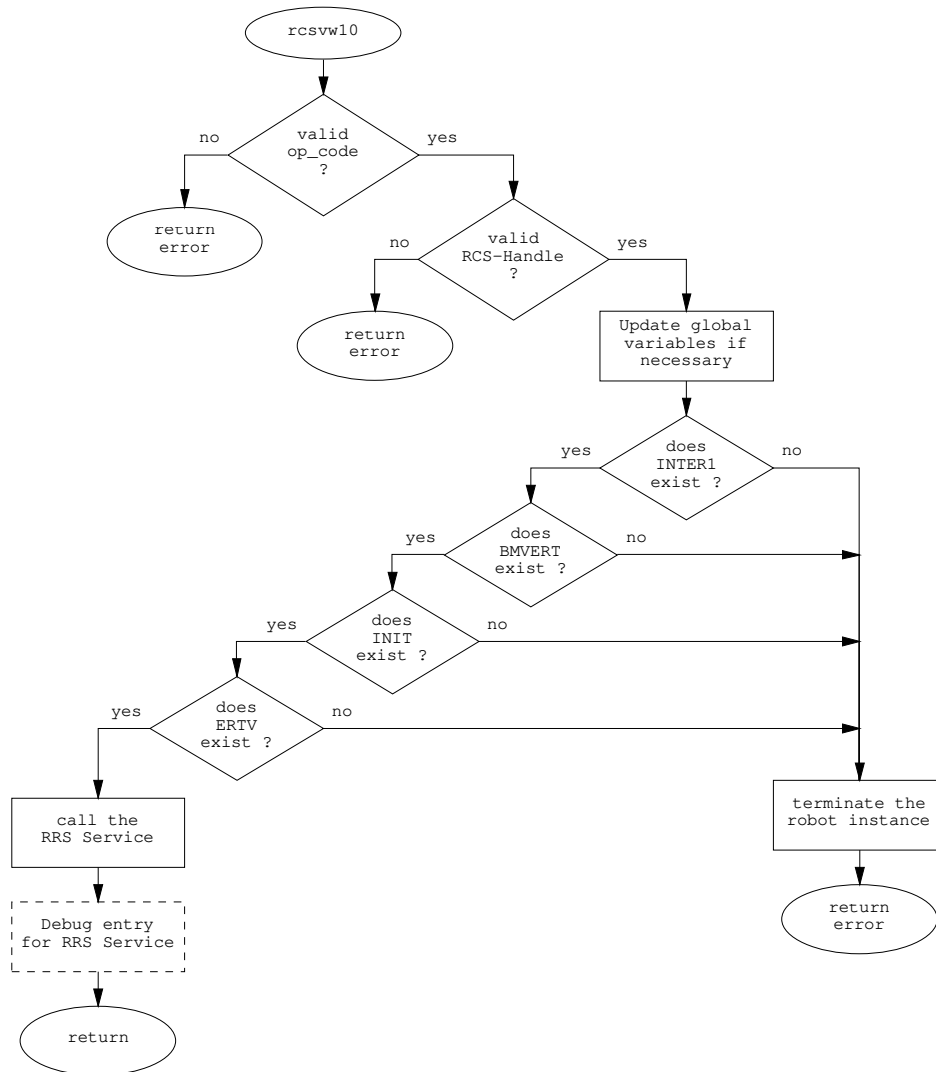 rcsvw10
no
valid
op_code
?
yes
return
error
no
valid
RCS-Handle
?
yes
return
error
Update global
variables if
necessary
yes
does
INTER1
exist ?
no
yes
does
BMVERT
exist ?
no
yes
does
INIT
exist ?
no
yes
does
ERTV
exist ?
no
call the
RRS Service
terminate the
robot instance
Debug entry
for RRS Service
return
error
return